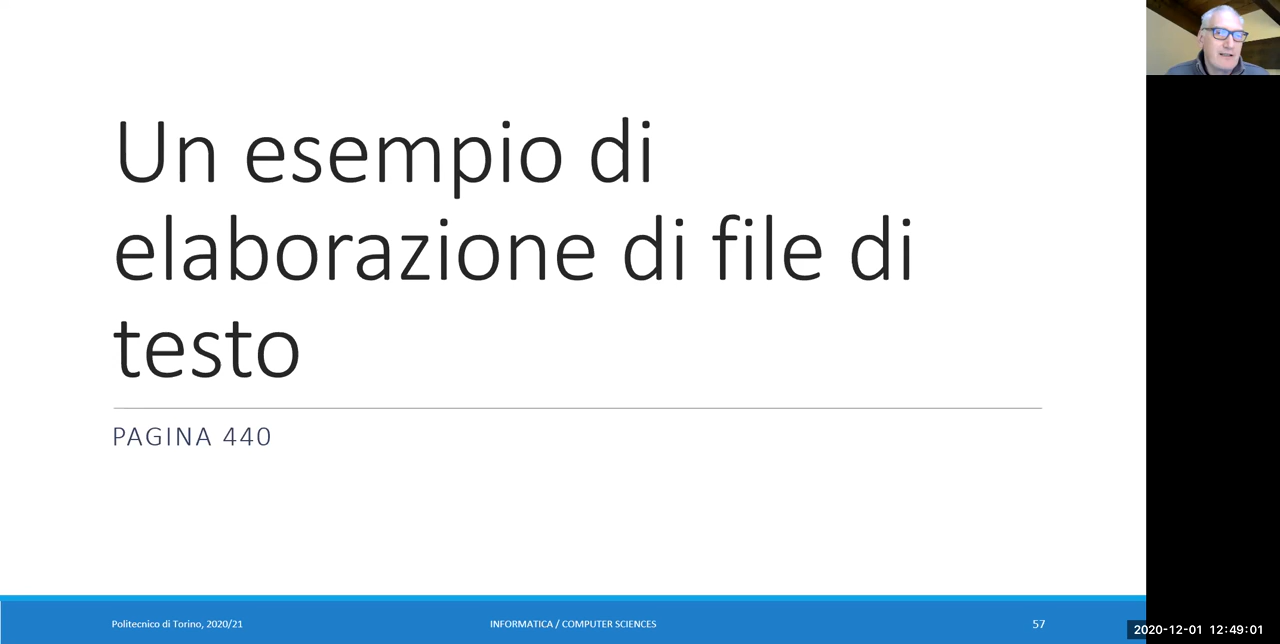 Un esempio di
elaborazione di file di
testo
PAGINA 440
Politecnico di Torino, 2020/21
INFORMATICA / COMPUTER SCIENCES
57
2020-12-01 12:49:01